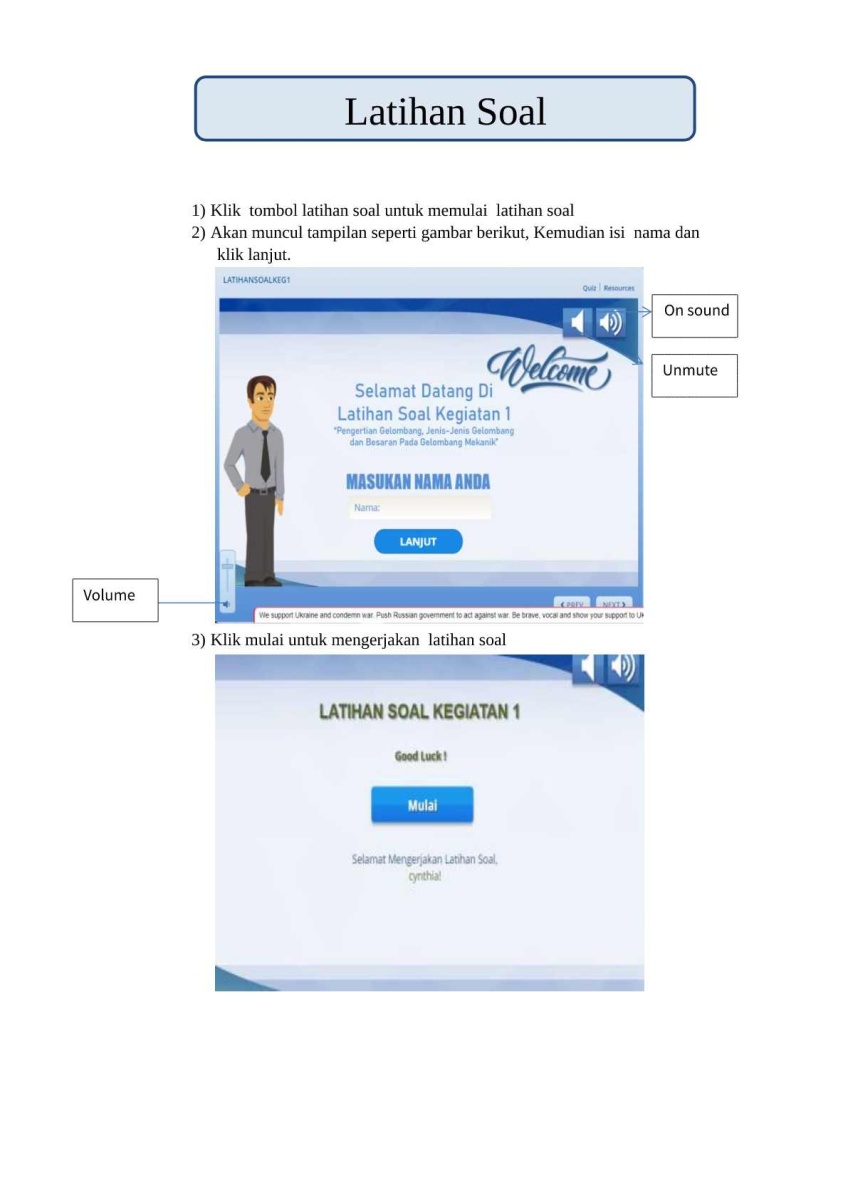 Latihan Soal
1) Klik tombol latihan soal untuk memulai latihan soal
2) Akan muncul tampilan seperti gambar berikut, Kemudian isi nama dan
klik lanjut.
LATIHANSOALKEG1
Quiz | Resources
On sound
Welcome
Unmute
Selamat Datang Di
Latihan Soal Kegiatan 1
"Pengertian Gelombang, Jenis-Jenis Gelombang
dan Besaran Pada Gelombang Mekanik"
MASUKAN NAMA ANDA
Nama:
LANJUT
Volume
PREV NEXT
We support Ukraine and condemn war. Push Russian government to act against war. Be brave, vocal and show your support to Uk
3) Klik mulai untuk mengerjakan latihan soal
LATIHAN SOAL KEGIATAN 1
Good Luck !
Mulai
Selamat Mengerjakan Latihan Soal,
cynthia!